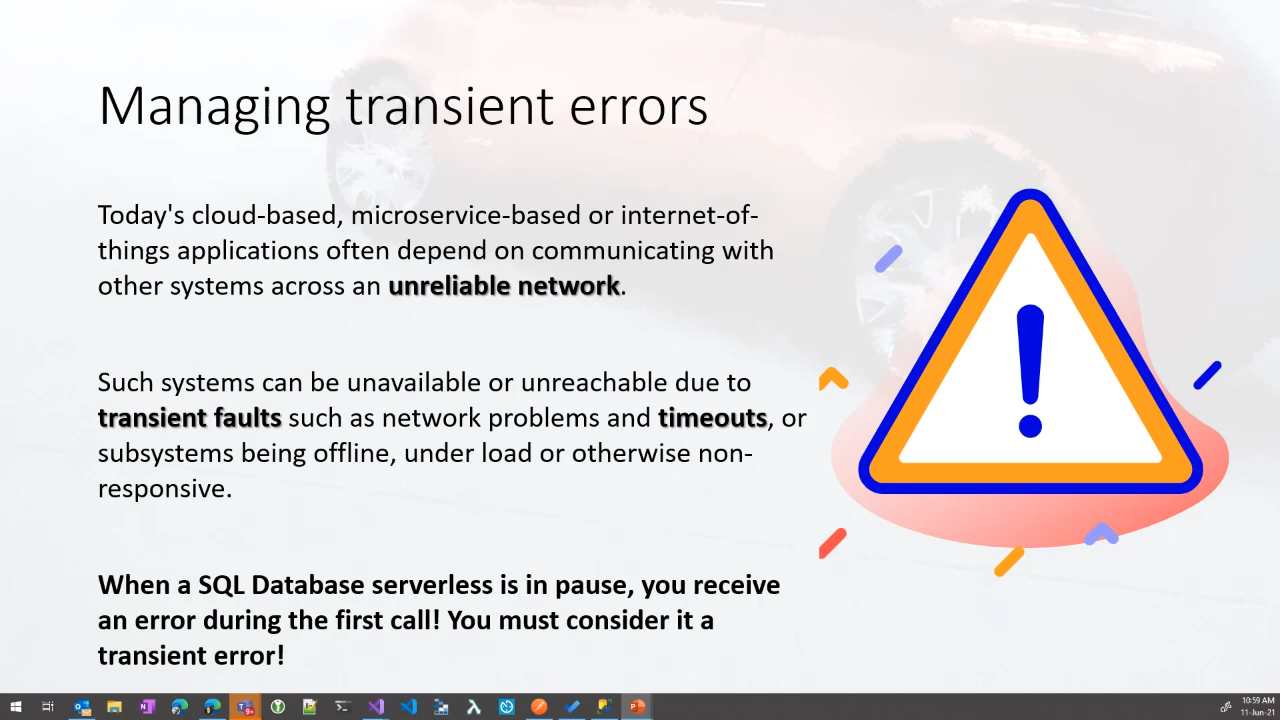 Managing transient errors
Today's cloud-based, microservice-based or internet-of-
things applications often depend on communicating with
other systems across an unreliable network.
Such systems can be unavailable or unreachable due to
transient faults such as network problems and timeouts, or
subsystems being offline, under load or otherwise non-
responsive.
When a SQL Database serverless is in pause, you receive
an error during the first call! You must consider it a
transient error!
10:59 AM
11-Jun-21